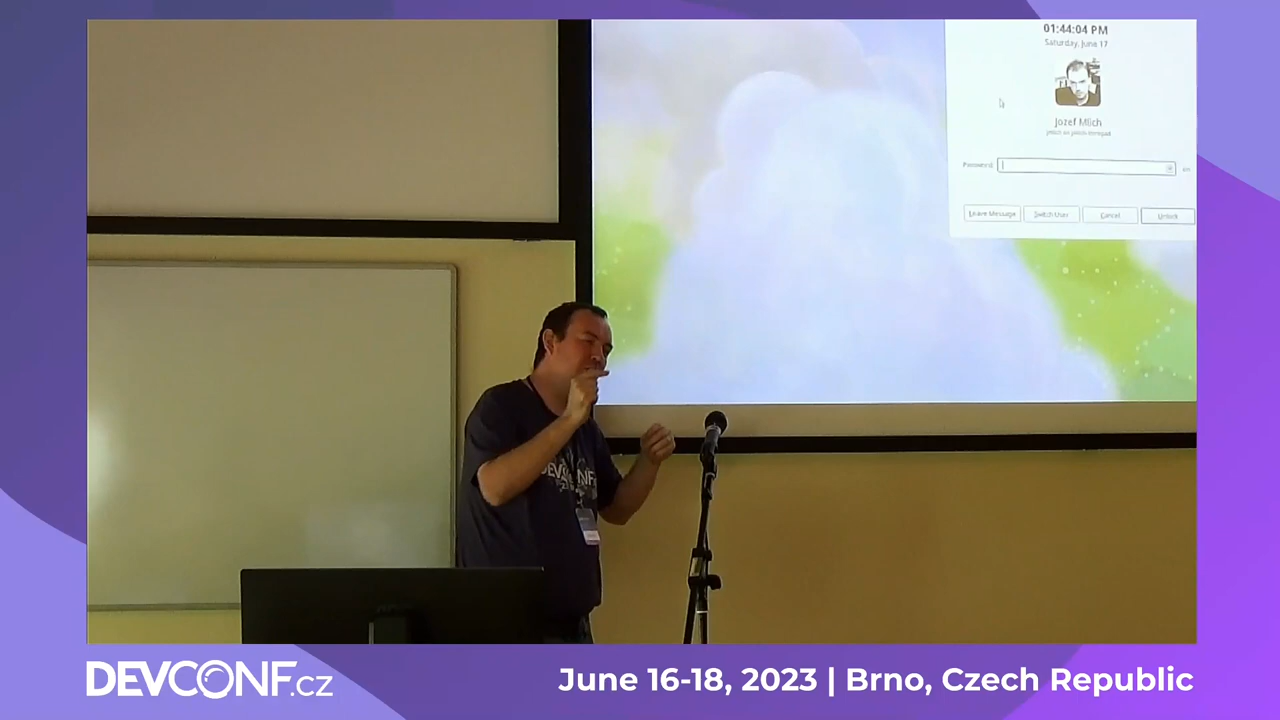 01:44:04 PM
Saturday, June 17
Jozef Mlich
Password:
Leave Message Switch User Cancel Unlock
DEVCONF
DEVCONF.cz
June 16-18, 2023 | Brno, Czech Republic